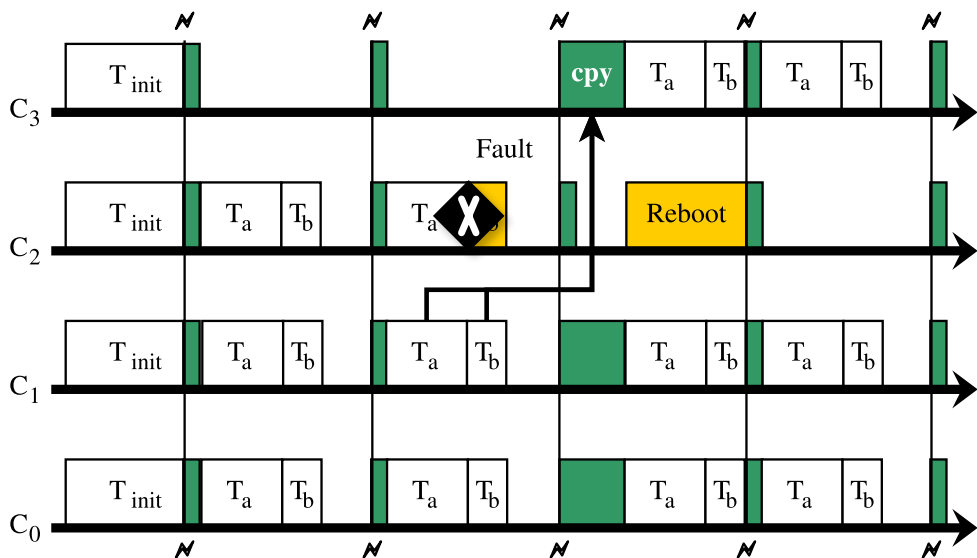 T init cpy Ta Tb Ta Tb
C3
Fault
T init Ta Tb Ta X b Reboot
C2
T init Ta Tb Ta Tb Ta Tb Ta Tb
C1
T init Ta Tb Ta Tb Ta Tb Ta Tb
C0